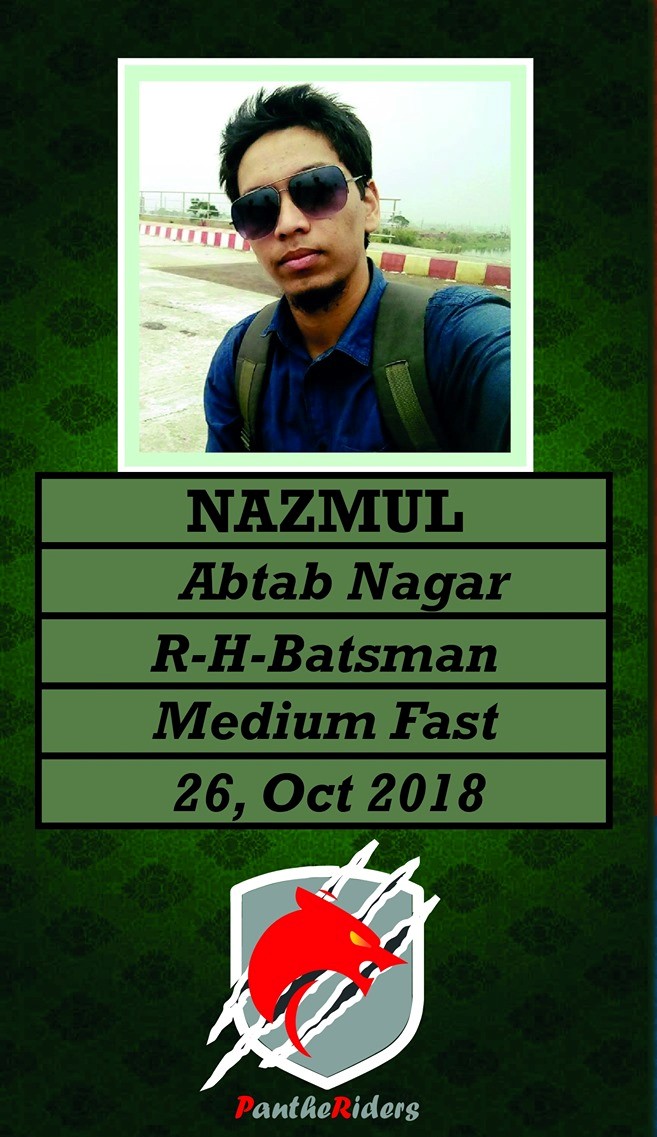 NAZMUL
Abtab Nagar
R-H-Batsman
Medium Fast
26, Oct 2018
PantheRiders